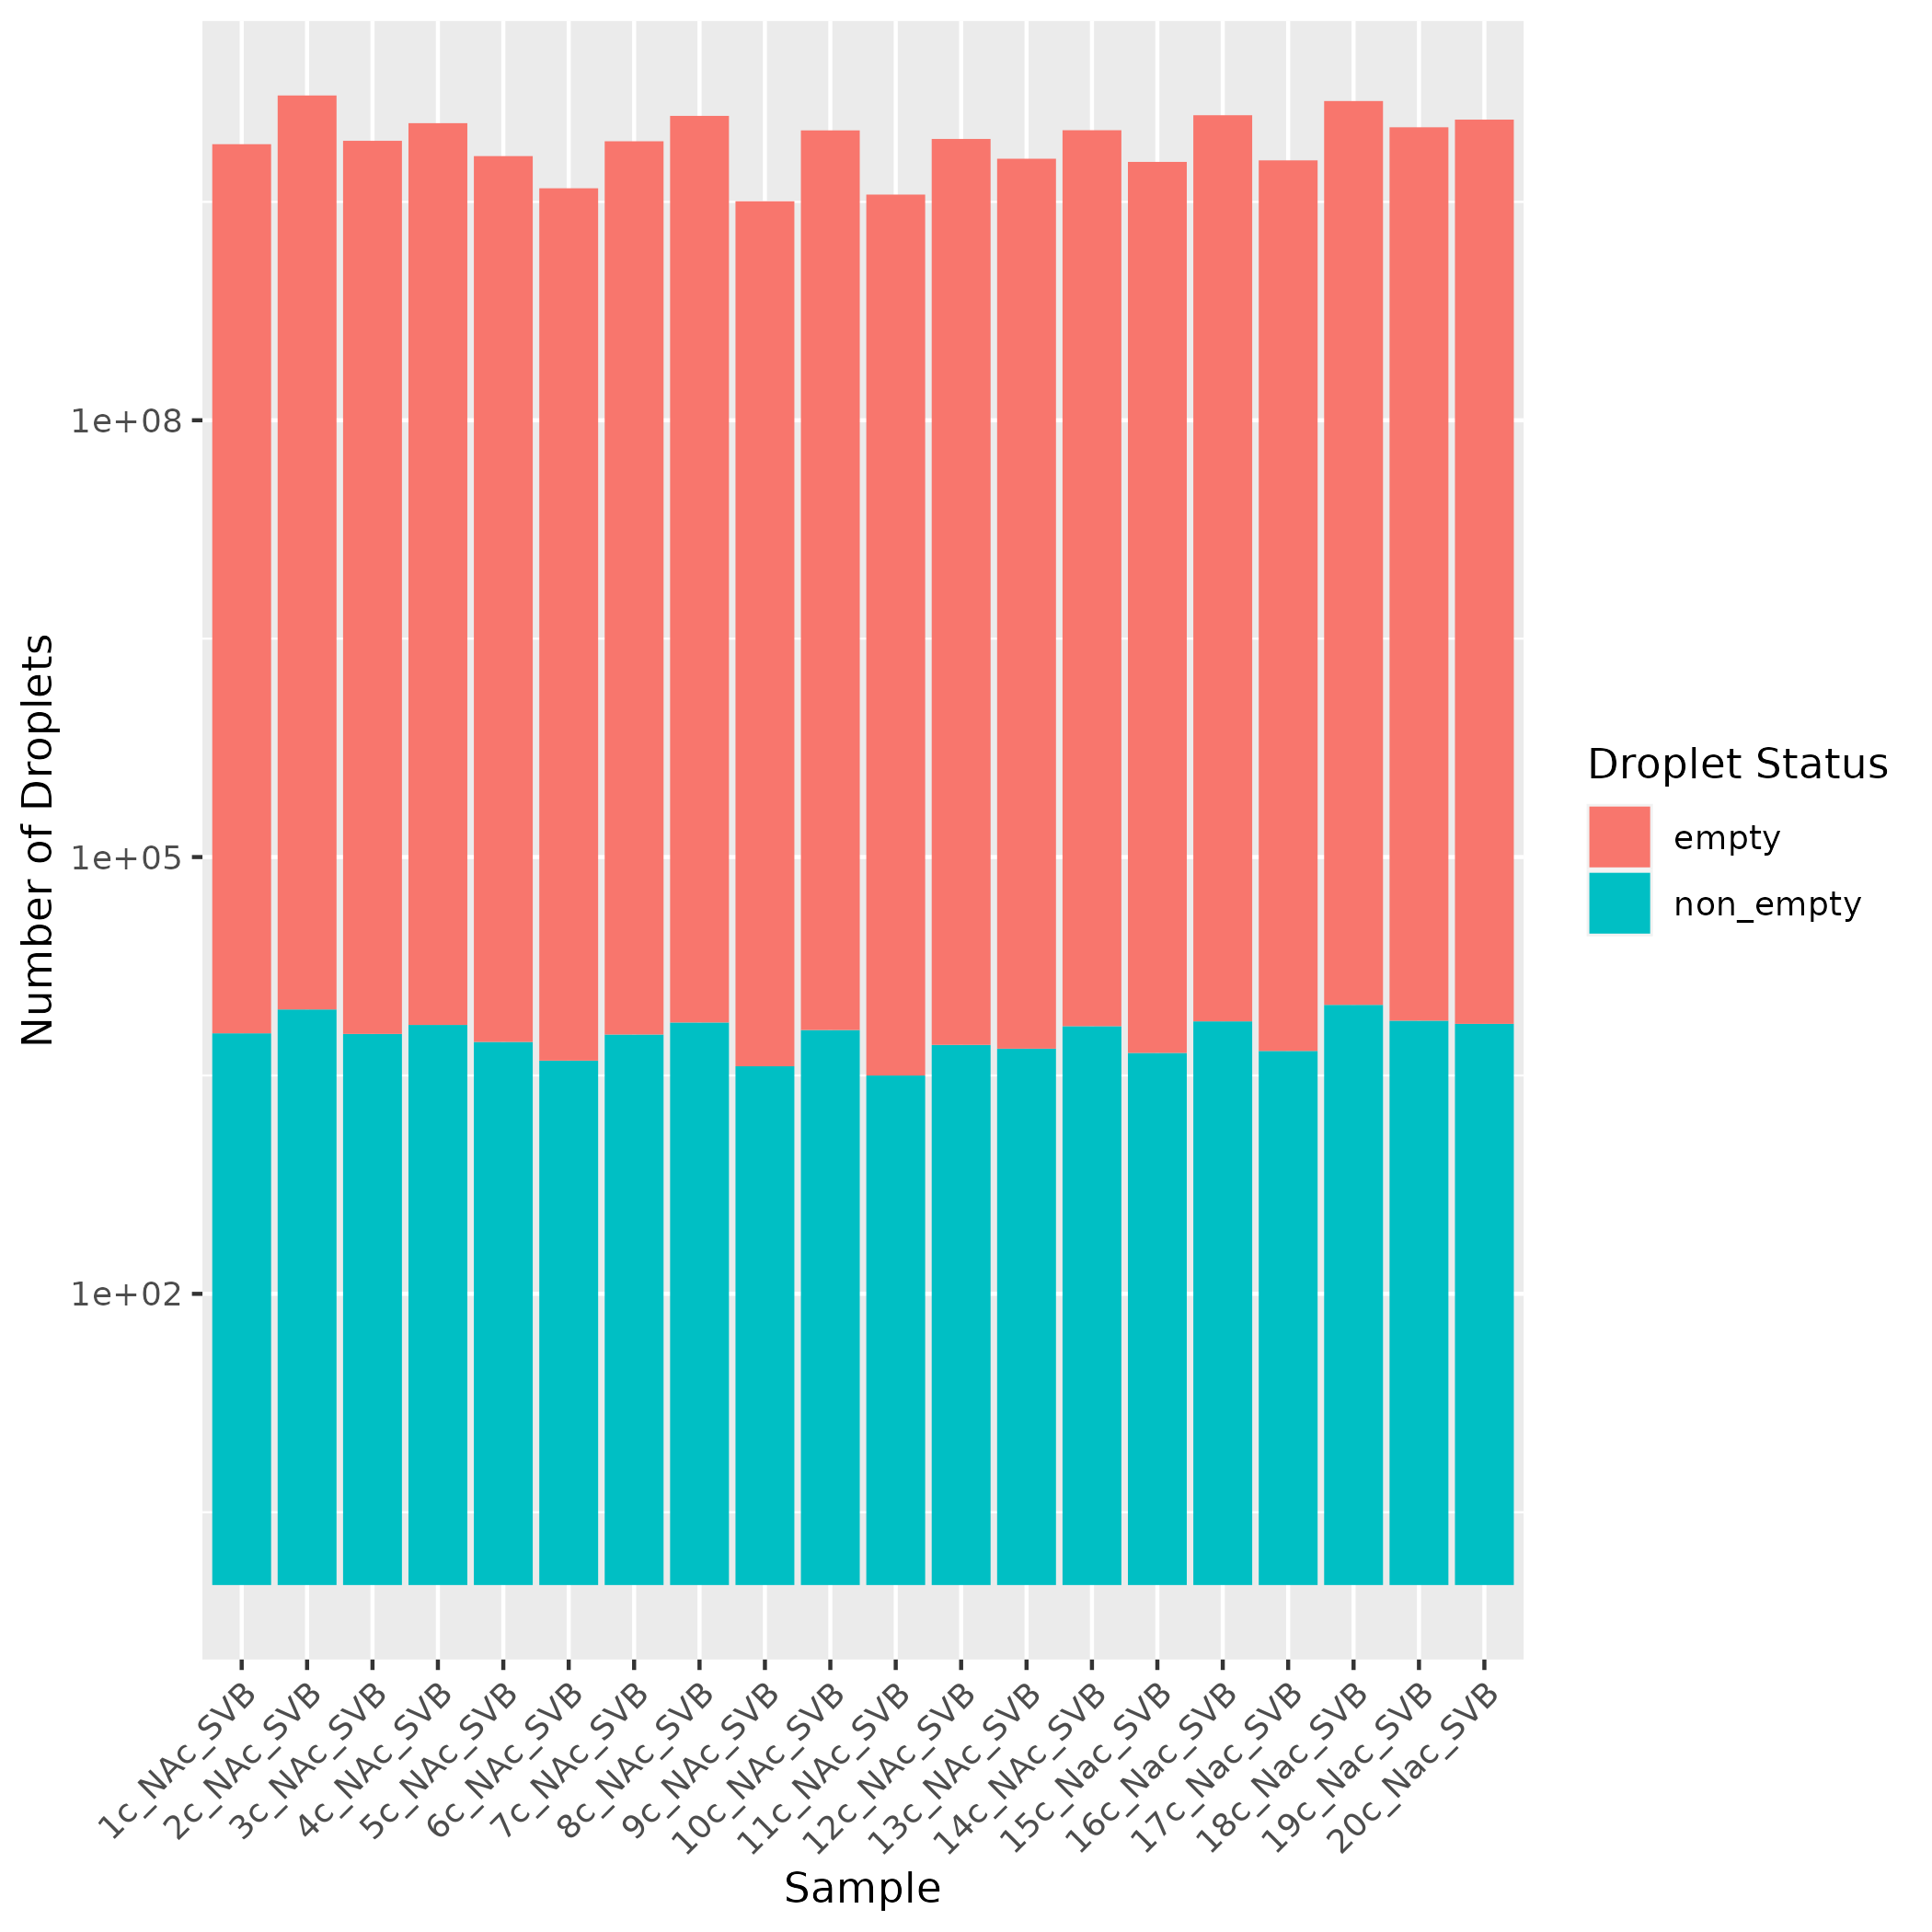 Number of Droplets
1e+08
1e+05
1e+02
1c_NAc_SVB
2c_NAc_SVB
3c_NAc_SVB
4c_NAc_SVB
5c_NAc_SVB
6c_NAc_SVB
7c_NAc_SVB
8c_NAc_SVB
9c_NAc_SVB
10c_NAc_SVB
11c_NAc_SVB
12c_NAc_SVB
13c_NAc_SVB
14c_NAc_SVB
15c_Nac_SVB
16c_Nac_SVB
17c_Nac_SVB
18c_Nac_SVB
19c_Nac_SVB
20c_Nac_SVB
Sample
Droplet Status
empty
non_empty